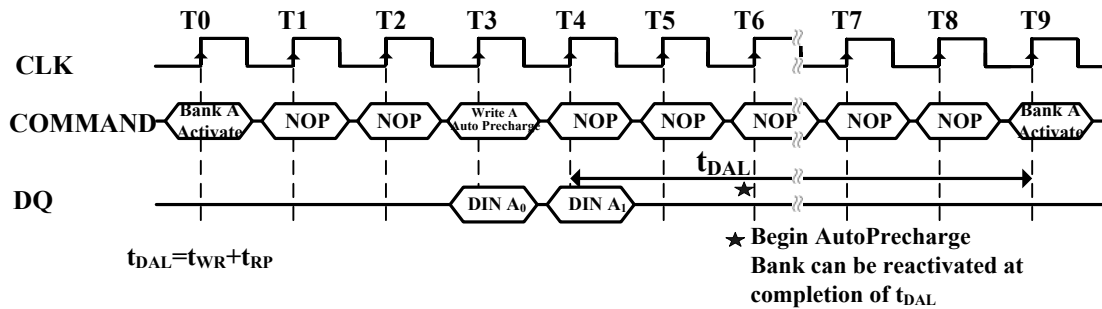 T0 T1 T2 T3 T4 T5 T6 T7 T8 T9
CLK
COMMAND
Bank A
Activate
NOP
NOP
Write A
Auto Precharge
NOP
NOP
NOP
NOP
NOP
Bank A
Activate
tDAL
DQ
DIN A0
DIN A1
★ Begin AutoPrecharge
Bank can be reactivated at
completion of tDAL
tDAL=tWR+tRP